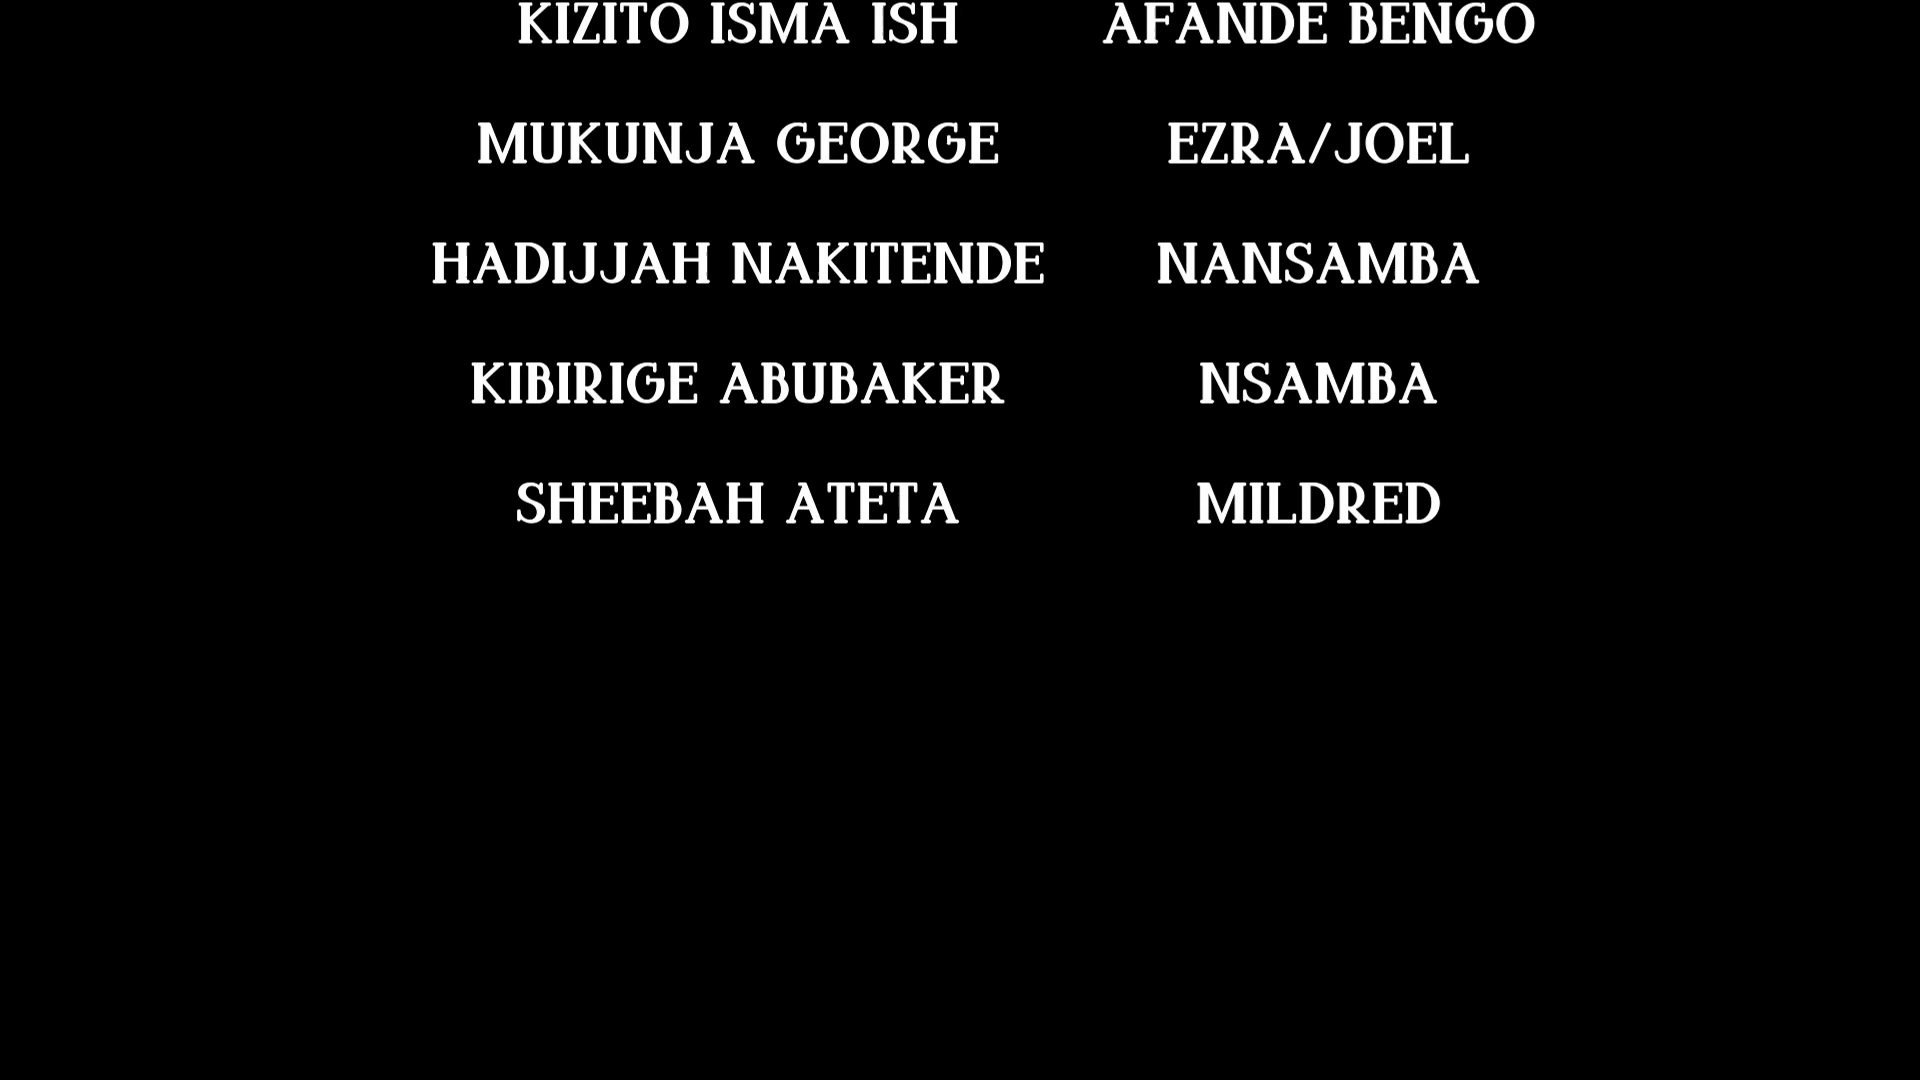 KIZITO ISMA ISH AFANDE BENGO
MUKUNJA GEORGE EZRA/JOEL
HADIJJAH NAKITENDE NANSAMBA
KIBIRIGE ABUBAKER NSAMBA
SHEEBAH ATETA MILDRED